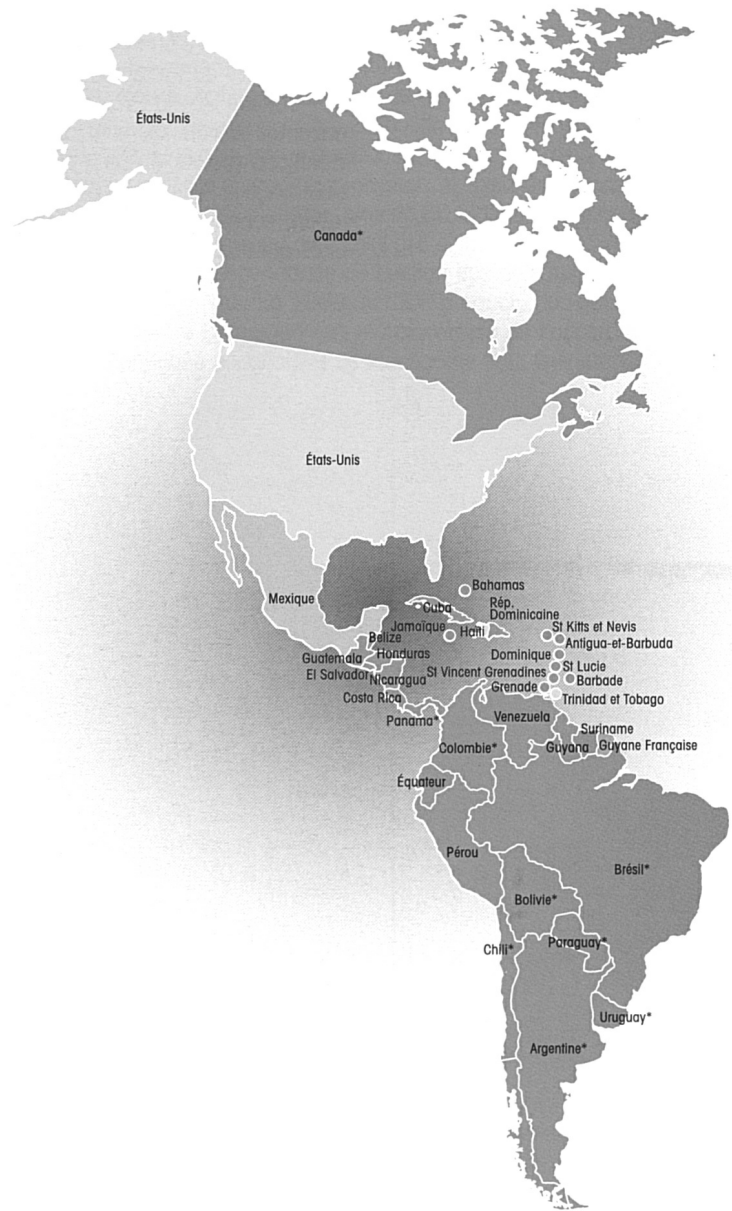 États-Unis
Canada*
États-Unis
Mexique
Bahamas
Cuba
Rép.
Dominicaine
Jamaïque
Haïti
St Kitts et Nevis
Belize
Antigua-et-Barbuda
Guatemala
Honduras
Dominique
St Lucie
El Salvador
Nicaragua
St Vincent Grenadines
Barbade
Grenade
Costa Rica
Trinidad et Tobago
Panama*
Venezuela
Suriname
Colombie*
Guyana
Guyane Française
Équateur
Pérou
Brésil*
Bolivie*
Chili*
Paraguay*
Uruguay*
Argentine*